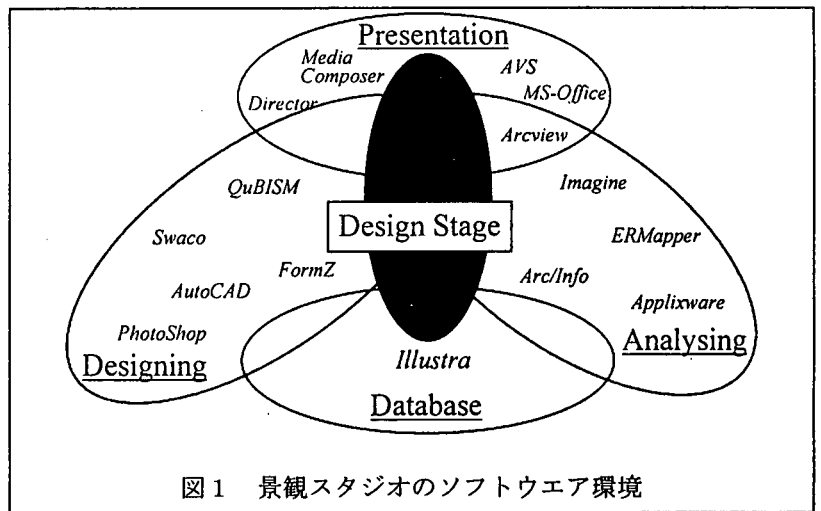 Presentation
Media
Composer
AVS
MS-Office
Director
Arcview
QuBISM
Imagine
Design Stage
Swaco
ERMapper
FormZ
Arc/Info
AutoCAD
Applixware
PhotoShop
Analysing
Designing
Illustra
Database
図1 景観スタジオのソフトウエア環境